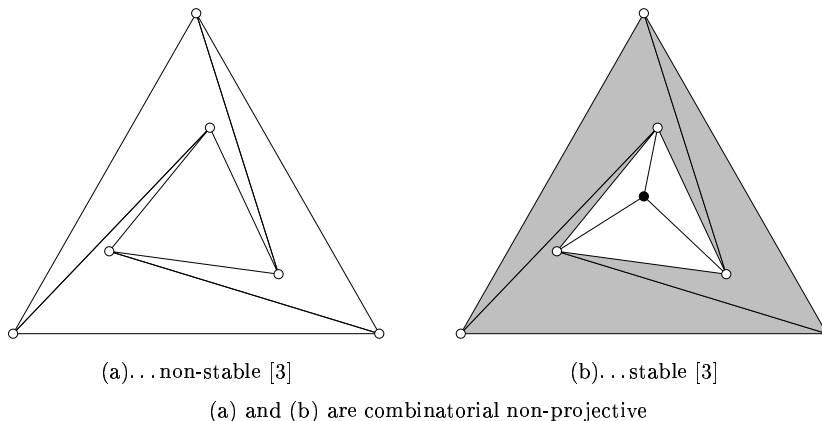 (a)...non-stable [3]
(b)...stable [3]
(a) and (b) are combinatorial non-projective